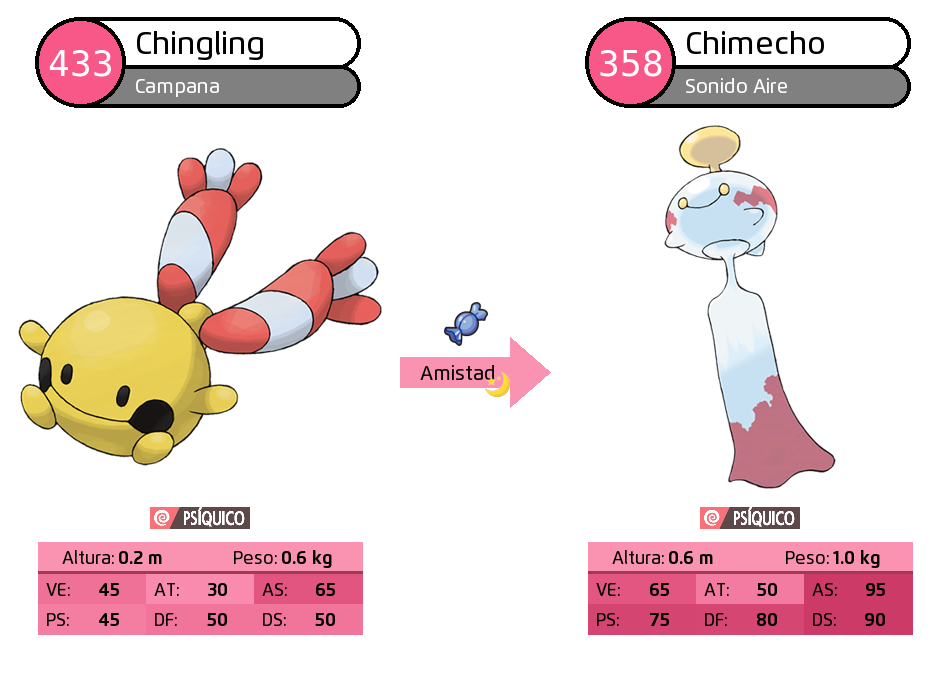 433
Chingling
Campana
358
Chimecho
Sonido Aire
Amistad
PSÍQUICO
PSÍQUICO
Altura: 0.2 m Peso: 0.6 kg
VE: 45 AT: 30 AS: 65
PS: 45 DF: 50 DS: 50
Altura: 0.6 m Peso: 1.0 kg
VE: 65 AT: 50 AS: 95
PS: 75 DF: 80 DS: 90